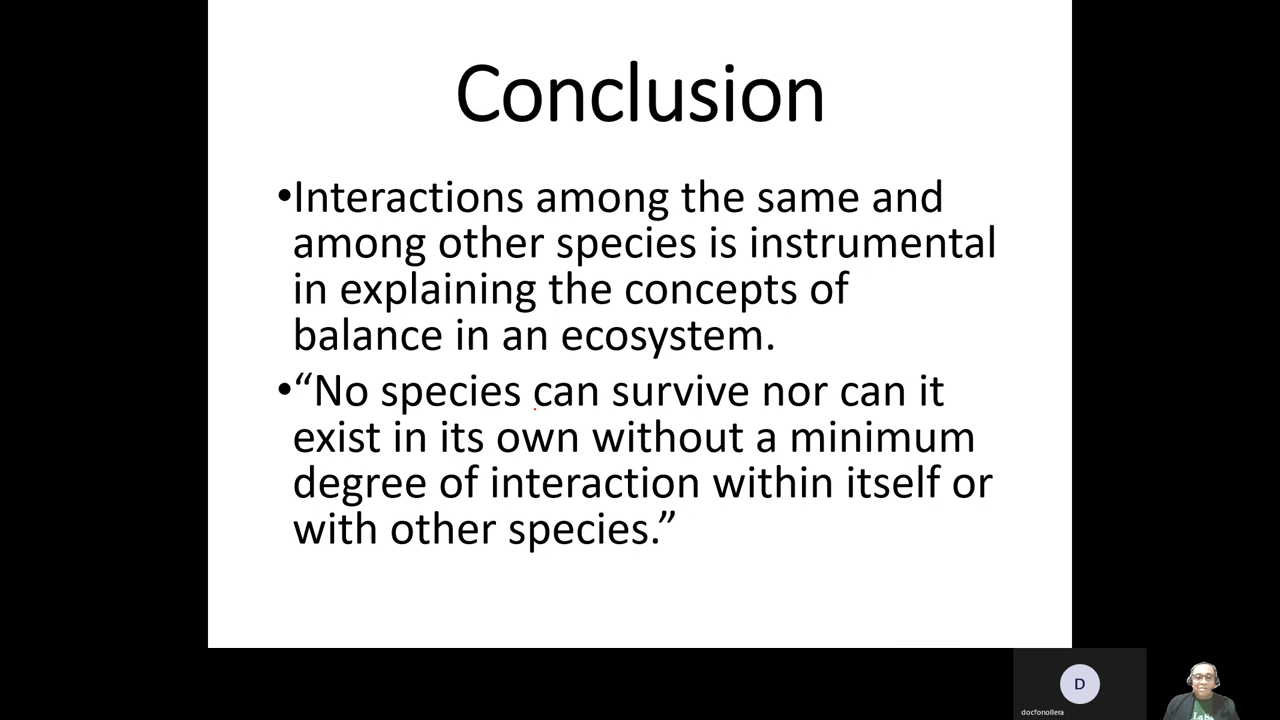 Conclusion
•Interactions among the same and
among other species is instrumental
in explaining the concepts of
balance in an ecosystem.
•“No species can survive nor can it
exist in its own without a minimum
degree of interaction within itself or
with other species.”
D
docfonollera